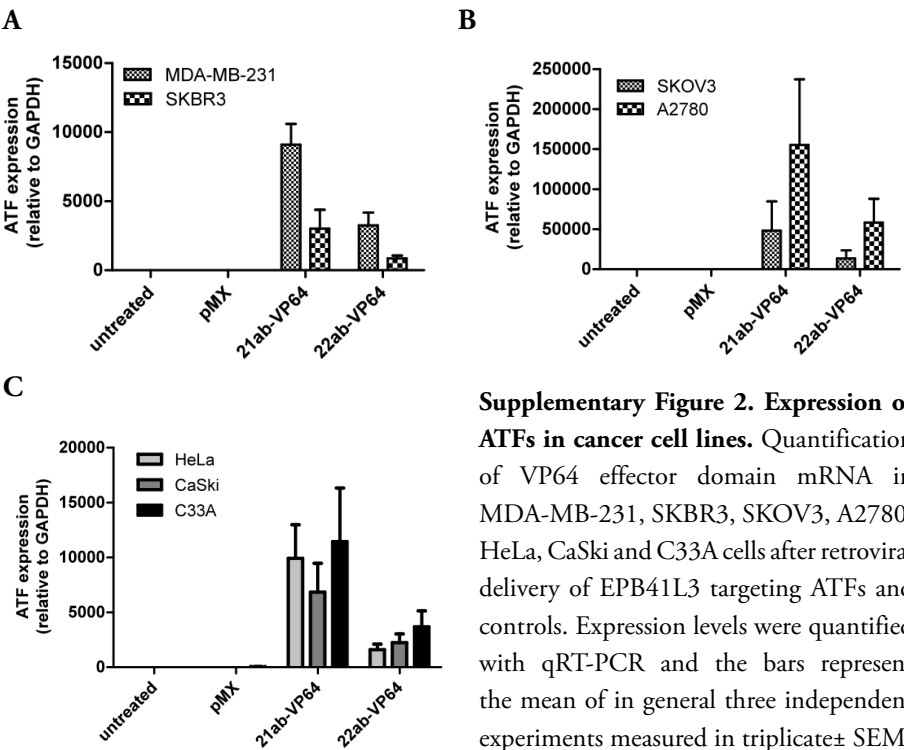 A
15000
10000
5000
0
ATF expression
(relative to GAPDH)
MDA-MB-231
SKBR3
untreated
pMX
21ab-VP64
22ab-VP64
B
250000
200000
150000
100000
50000
0
ATF expression
(relative to GAPDH)
SKOV3
A2780
untreated
pMX
21ab-VP64
22ab-VP64
C
20000
15000
10000
5000
0
ATF expression
(relative to GAPDH)
HeLa
CaSki
C33A
untreated
pMX
21ab-VP64
22ab-VP64
Supplementary Figure 2. Expression o
ATFs in cancer cell lines. Quantification
of VP64 effector domain mRNA in
MDA-MB-231, SKBR3, SKOV3, A2780
HeLa, CaSki and C33A cells after retrovira
delivery of EPB41L3 targeting ATFs and
controls. Expression levels were quantified
with qRT-PCR and the bars represen
the mean of in general three independen
experiments measured in triplicate± SEM